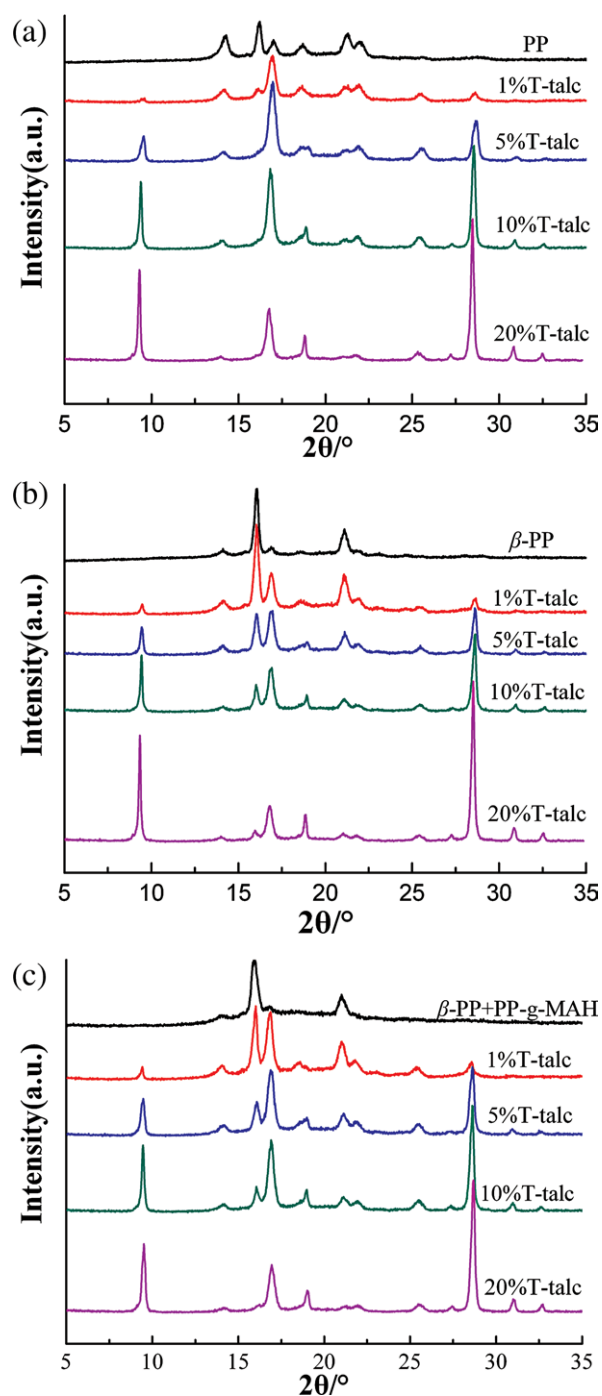 (a)
PP
1%T-talc
5%T-talc
10%T-talc
20%T-talc
Intensity(a.u.)
5 10 15 20 25 30 35
2θ/°
(b)
β-PP
1%T-talc
5%T-talc
10%T-talc
20%T-talc
Intensity(a.u.)
5 10 15 20 25 30 35
2θ/°
(c)
β-PP+PP-g-MAH
1%T-talc
5%T-talc
10%T-talc
20%T-talc
Intensity(a.u.)
5 10 15 20 25 30 35
2θ/°